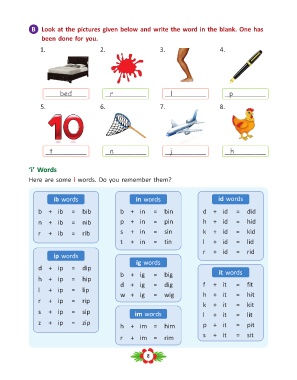 B Look at the pictures given below and write the word in the blank. One has
been done for you.
1. 2. 3. 4.
bed r l p
5. 6. 7. 8.
10
t n j h
'i' Words
Here are some i words. Do you remember them?
ib words
b + ib = bib
n + ib = nib
r + ib = rib
ip words
d + ip = dip
h + ip = hip
l + ip = lip
r + ip = rip
s + ip = sip
z + ip = zip
in words
b + in = bin
p + in = pin
s + in = sin
t + in = tin
ig words
b + ig = big
d + ig = dig
w + ig = wig
im words
h + im = him
r + im = rim
id words
d + id = did
h + id = hid
k + id = kid
l + id = lid
r + id = rid
it words
f + it = fit
h + it = hit
k + it = kit
l + it = lit
p + it = pit
s + it = sit
8